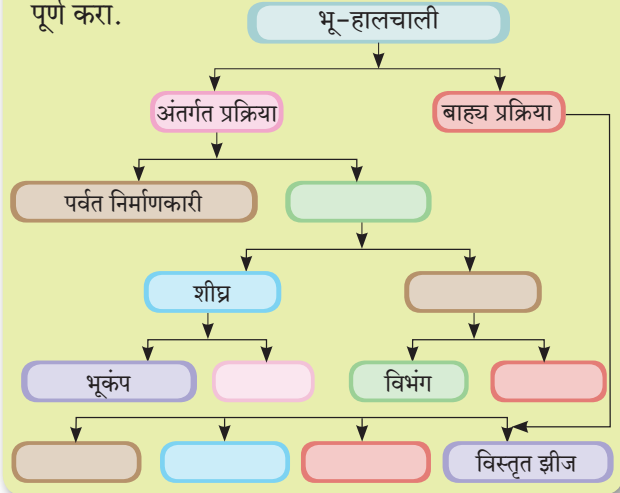 पूर्ण करा.
भू-हालचाली
अंतर्गत प्रक्रिया
बाह्य प्रक्रिया
पर्वत निर्माणकारी
शीघ्र
भूकंप
विभंग
विस्तृत झीज